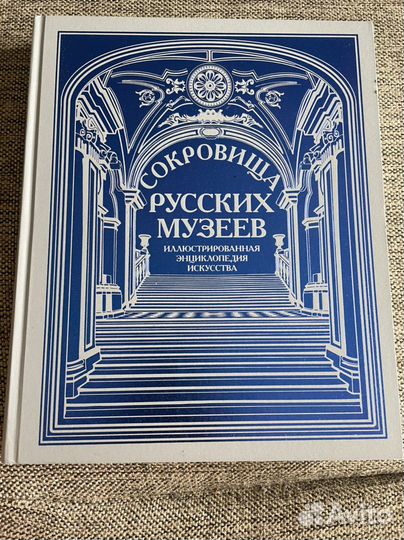 СОКРОВИЩА
РУССКИХ
МУЗЕЕВ
ИЛЛЮСТРИРОВАННАЯ
ЭНЦИКЛОПЕДИЯ
ИСКУССТВА
Avito